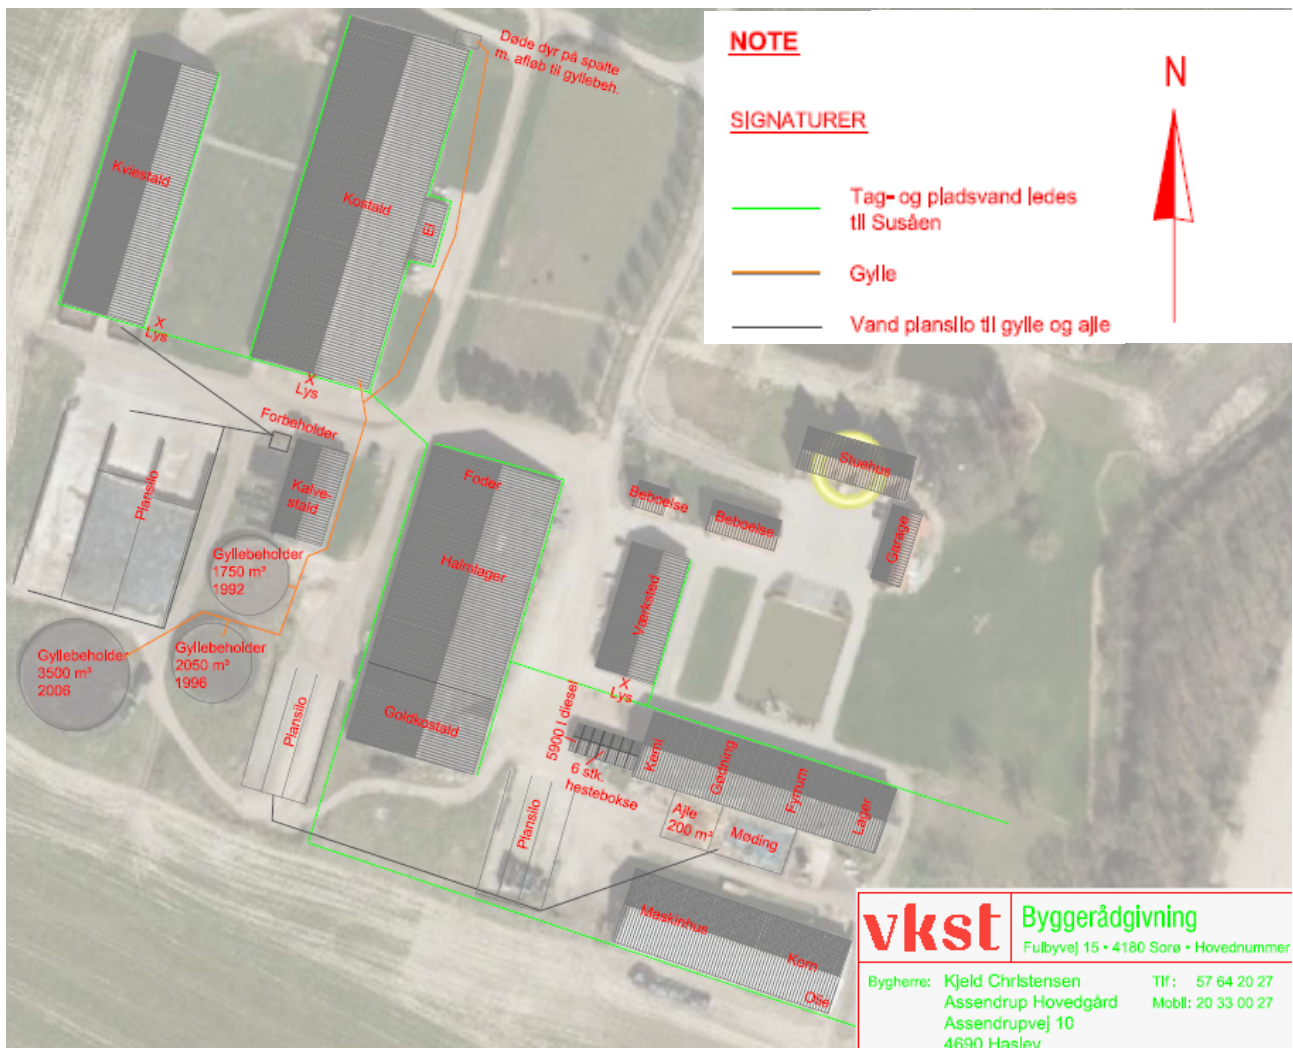 Døde dyr på spalte
m. afløb til gyllebeh.
NOTE
N
SIGNATURER
Tag- og pladsvand ledes
til Susåen
Gylle
Vand plansilo til gylle og ajle
Kviestald
Kostald
El
X
Lys
X
Lys
Forbeholder
Kalve-
stald
Plansilo
Foder
Halmlager
Goldkostald
Beboelse
Beboelse
Stuehus
Garage
Værksted
X
Lys
Gyllebeholder
1750 m³
1992
Gyllebeholder
3500 m³
2006
Gyllebeholder
2050 m³
1996
Plansilo
5900 l diesel
6 stk.
hestebokse
Kemi
Gødning
Fyrrum
Lager
Ajle
200 m³
Møding
Plansilo
Maskinhus
Korn
Olie
vkst
Byggerådgivning
Fulbyvej 15 • 4180 Sorø • Hovednummer
Bygherre: Kjeld Christensen Tlf: 57 64 20 27
Assendrup Hovedgård Mobil: 20 33 00 27
Assendrupvej 10
4690 Haslev